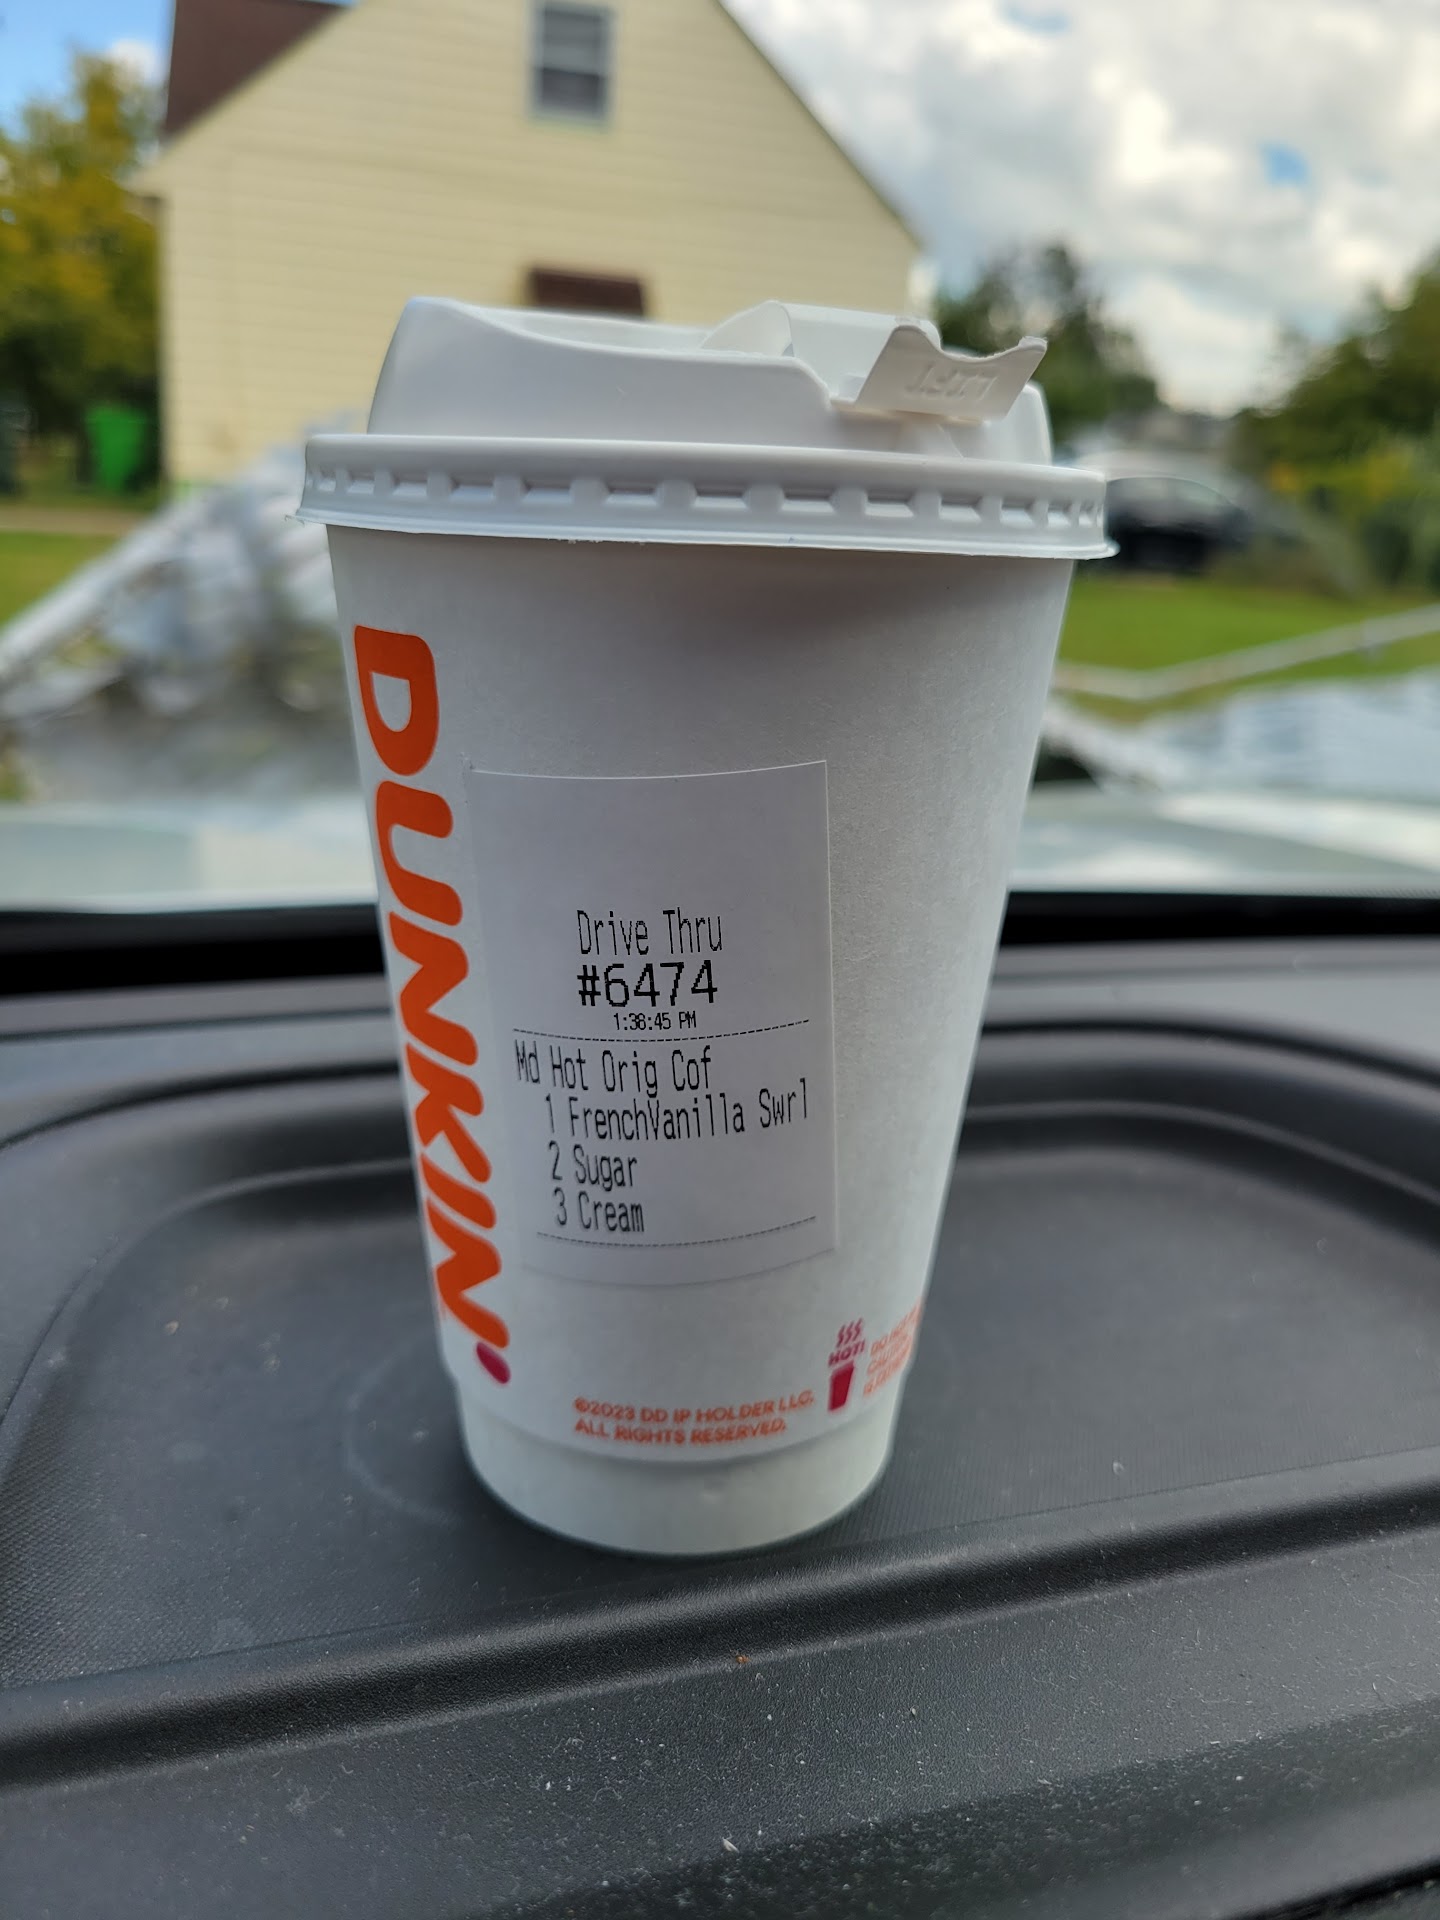 LIFT
DUNKIN'
Drive Thru
#6474
1:38:45 PM
Md Hot Orig Cof
1 FrenchVanilla Swrl
2 Sugar
3 Cream
HOT!
©2023 DD IP HOLDER LLC.
ALL RIGHTS RESERVED.